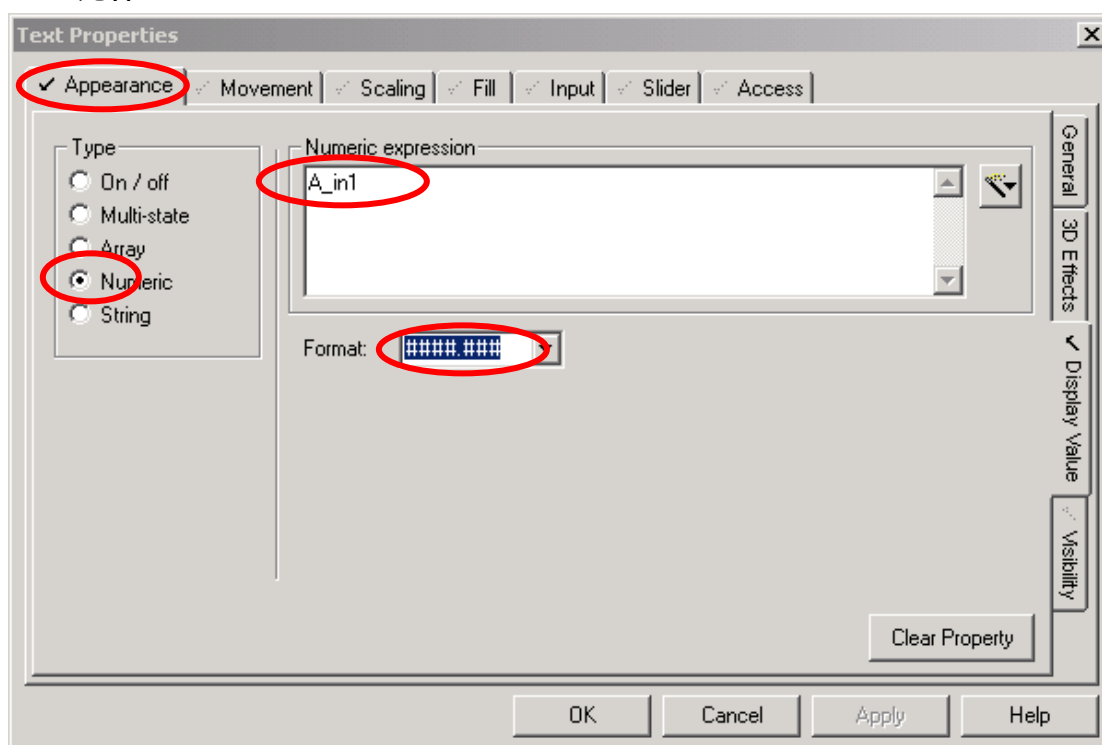 Text Properties
Appearance Movement Scaling Fill Input Slider Access
Type
On / off
Multi-state
Array
Numeric
String
Numeric expression
A_in1
Format: ####.###
General
3D Effects
Display Value
Visibility
Clear Property
OK Cancel Apply Help